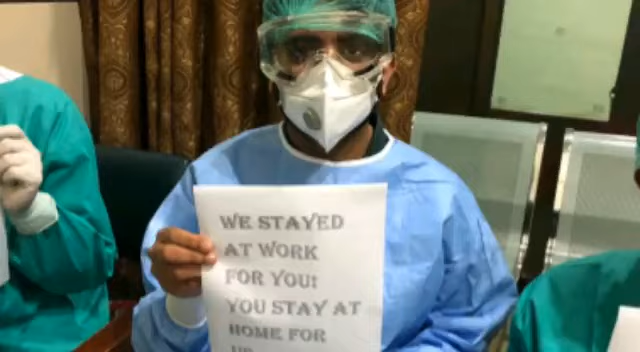 WE STAYED
AT WORK
FOR YOU!
YOU STAY AT
HOME FOR